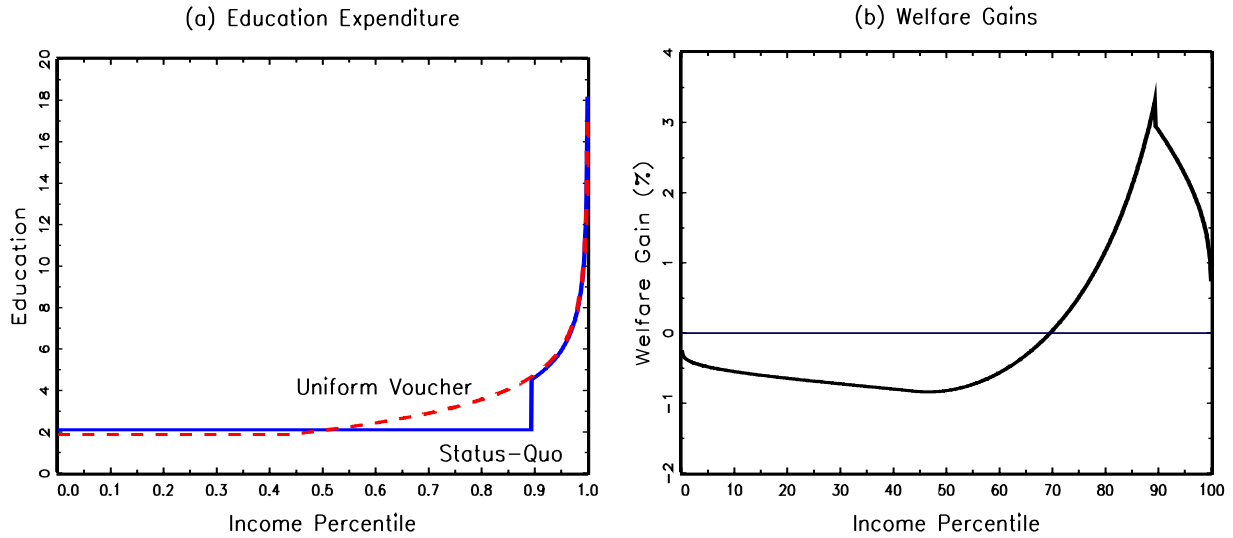 (a) Education Expenditure
Education
20
18
16
14
12
10
8
6
4
2
0
Uniform Voucher
Status-Quo
0.0 0.1 0.2 0.3 0.4 0.5 0.6 0.7 0.8 0.9 1.0
Income Percentile
(b) Welfare Gains
Welfare Gain (%)
4
3
2
1
0
-1
-2
0 10 20 30 40 50 60 70 80 90 100
Income Percentile